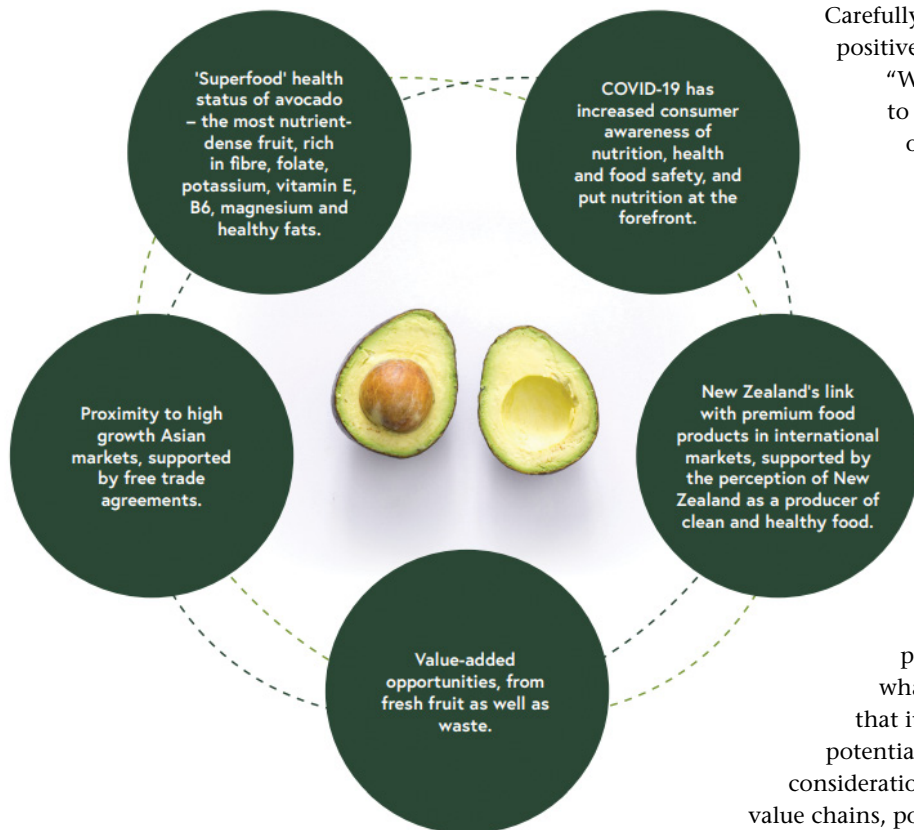 'Superfood' health
status of avocado
– the most nutrient-
dense fruit, rich
in fibre, folate,
potassium, vitamin E,
B6, magnesium and
healthy fats.
COVID-19 has
increased consumer
awareness of
nutrition, health
and food safety, and
put nutrition at the
forefront.
Proximity to high
growth Asian
markets, supported
by free trade
agreements.
New Zealand's link
with premium food
products in international
markets, supported by
the perception of New
Zealand as a producer of
clean and healthy food.
Value-added
opportunities, from
fresh fruit as well as
waste.
Carefully
positive
"W
to
o
p
wha
that i
potentia
consideration
value chains, po